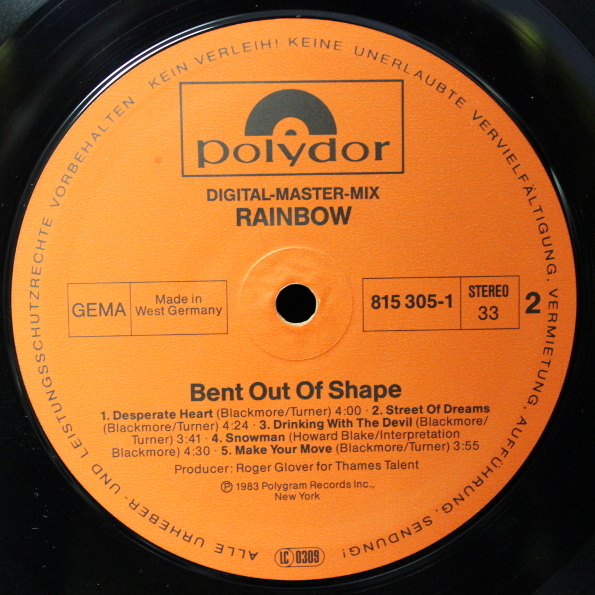 ALLE URHEBER- UND LEISTUNGSSCHUTZRECHTE VORBEHALTEN KEIN VERLEIH! KEINE UNERLAUBTE VERVIELFÄLTIGUNG, VERMIETUNG, AUFFÜHRUNG, SENDUNG!
polydor
DIGITAL-MASTER-MIX
RAINBOW
GEMA
Made in
West Germany
815 305-1
STEREO
33
2
Bent Out Of Shape
1. Desperate Heart (Blackmore/Turner) 4:00 · 2. Street Of Dreams
(Blackmore/Turner) 4:24 · 3. Drinking With The Devil (Blackmore/
Turner) 3:41 · 4. Snowman (Howard Blake/Interpretation
Blackmore) 4:30 · 5. Make Your Move (Blackmore/Turner) 3:55
Producer: Roger Glover for Thames Talent
Ⓟ 1983 Polygram Records Inc.,
New York
LC 0309